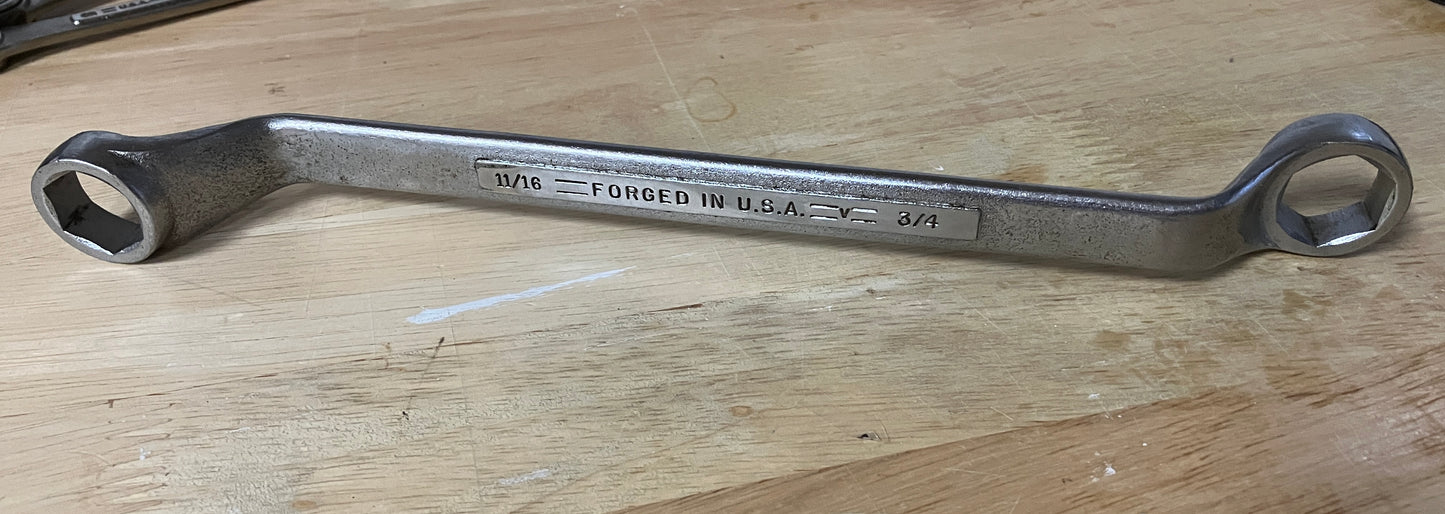 11/16 =FORGED IN U.S.A.=V= 3/4